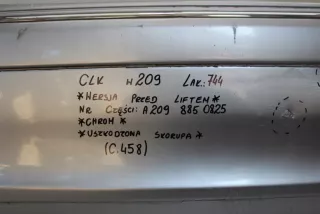 CLK W209 LAK: 744
*WERSJA PRZED LIFTEM*
NR CZĘŚCI: A209 885 0825
*CHROM*
*USZKODZONA SKORUPA*
(C.458)